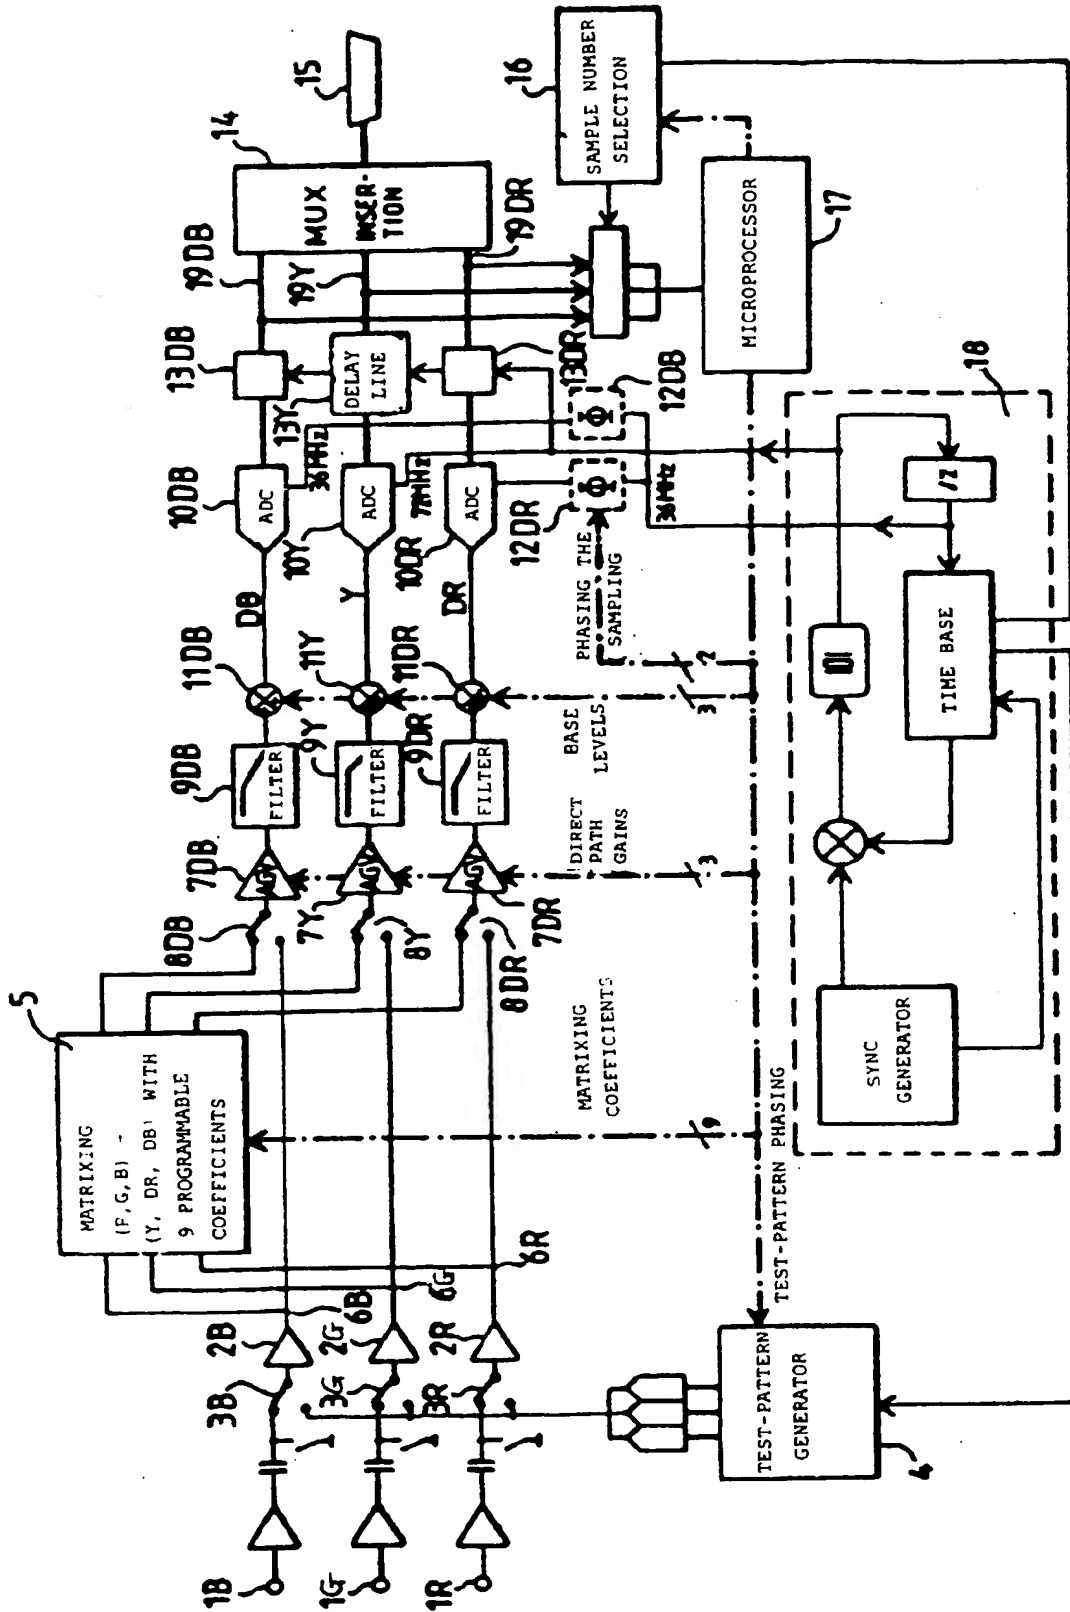 1B
1G
1R
3B
3G
3R
2B
2G
2R
6B
6G
6R
5
MATRIXING
(F,G,B) -
(Y, DR, DB) WITH
9 PROGRAMMABLE
COEFFICIENTS
8DB
8Y
8DR
7DB
7Y
7DR
AGV
AGV
AGV
9DB
9Y
9DR
FILTER
FILTER
FILTER
11DB
11Y
11DR
DB
Y
DR
10DB
10Y
10DR
ADC
ADC
ADC
36MHz
72MHz
13DB
13Y
13DR
DELAY
LINE
19DB
19Y
19DR
14
MUX
INSER-
TION
15
16
SAMPLE NUMBER
SELECTION
MICROPROCESSOR
17
12DR
12DB
Φ
Φ
36MHz
PHASING THE
SAMPLING
2
BASE
LEVELS
3
DIRECT
PATH
GAINS
3
MATRIXING
COEFFICIENTS
9
TEST-PATTERN PHASING
TEST-PATTERN
GENERATOR
4
SYNC
GENERATOR
TIME BASE
/2
18